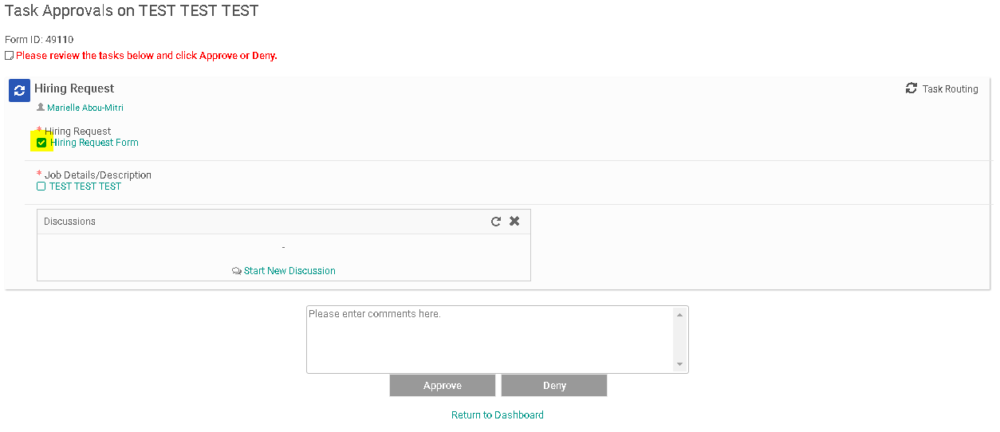 Task Approvals on TEST TEST TEST
Form ID: 49110
Please review the tasks below and click Approve or Deny.
Hiring Request
Task Routing
Marielle Abou-Mitri
* Hiring Request
Hiring Request Form
* Job Details/Description
TEST TEST TEST
Discussions
-
Start New Discussion
Please enter comments here.
Approve
Deny
Return to Dashboard